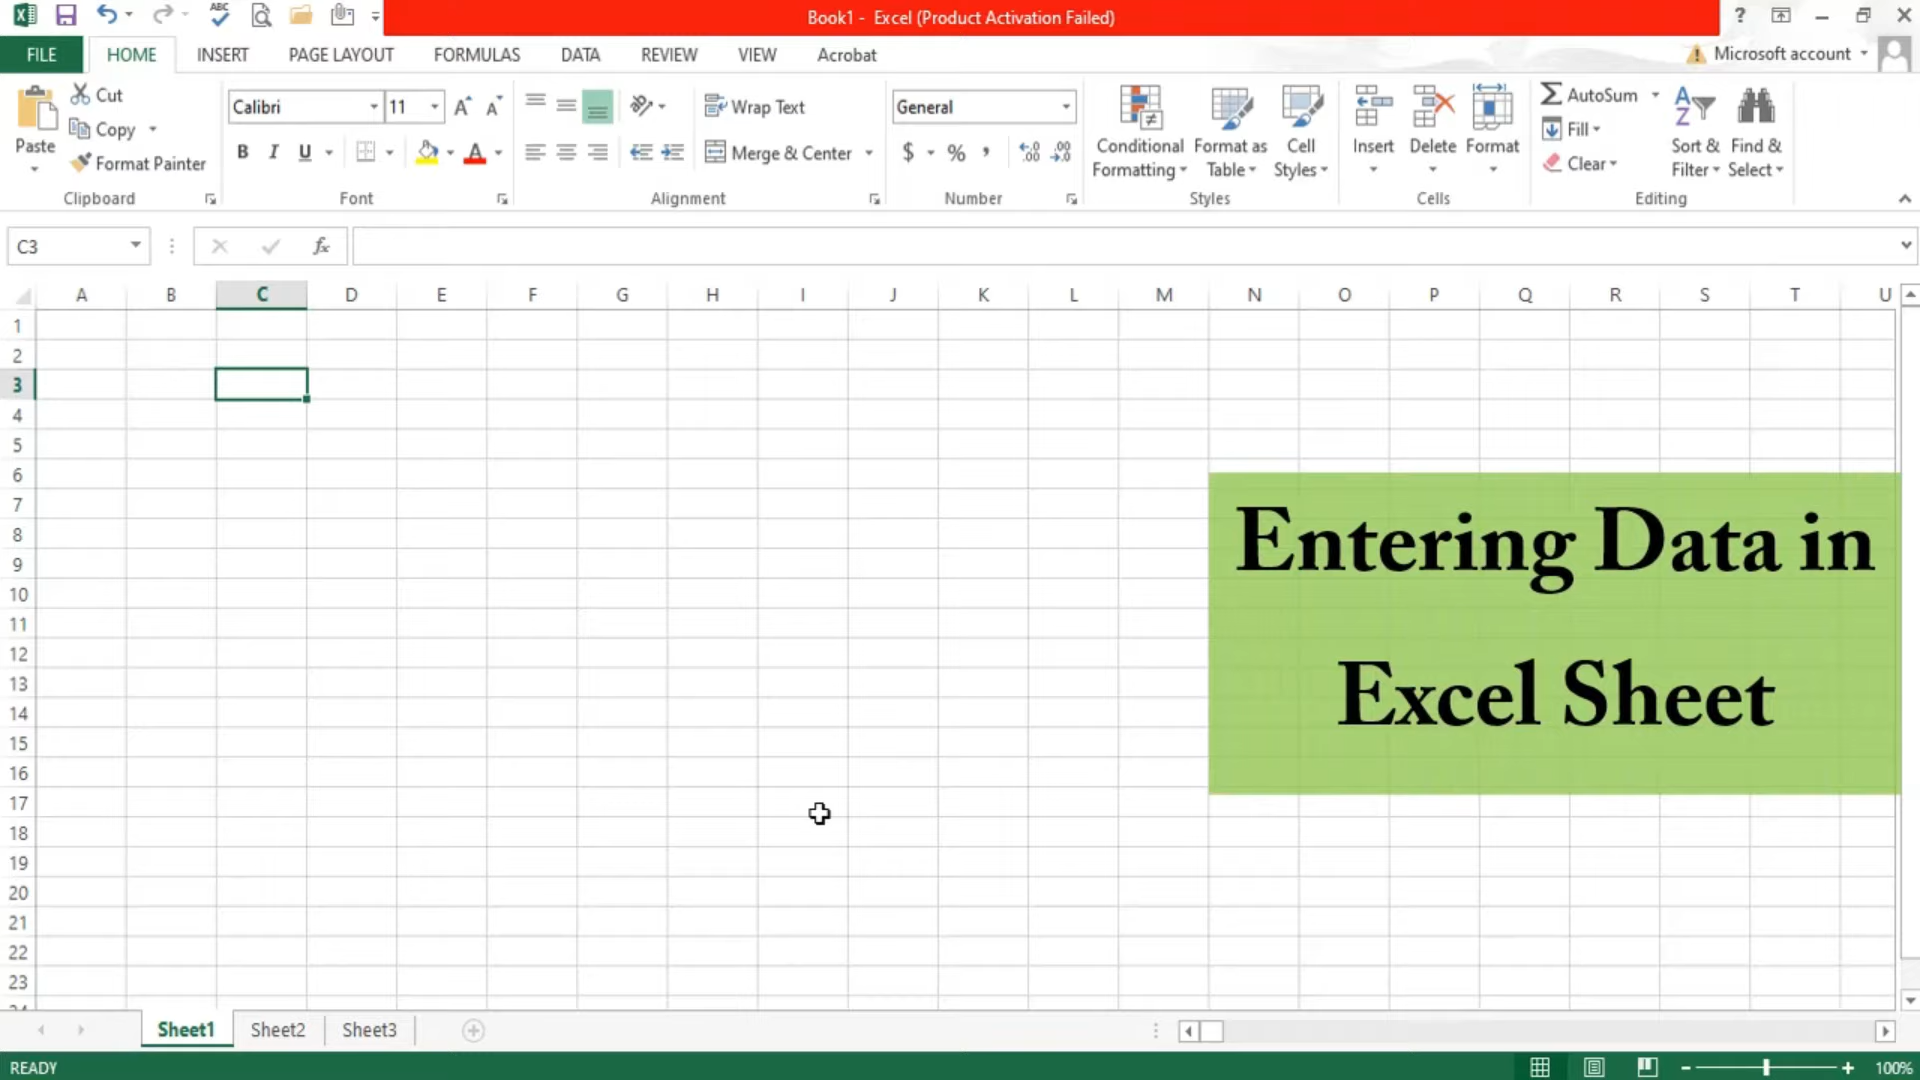 ABC
Book1 - Excel (Product Activation Failed)
?
FILE HOME INSERT PAGE LAYOUT FORMULAS DATA REVIEW VIEW Acrobat Microsoft account
Paste Cut
Copy
Format Painter
Clipboard
Calibri 11 A A
B I U A
Font
Wrap Text
Merge & Center
Alignment
General
$ % ,
Number
Conditional Formatting
Format as Table
Cell Styles
Styles
Insert Delete Format
Cells
AutoSum
Fill
Clear
Sort & Filter
Find & Select
Editing
C3 fx
A B C D E F G H I J K L M N O P Q R S T U
1
2
3
4
5
6
7
8
9
10
11
12
13
14
15
16
17
18
19
20
21
22
23
Entering Data in
Excel Sheet
Sheet1 Sheet2 Sheet3
READY 100%